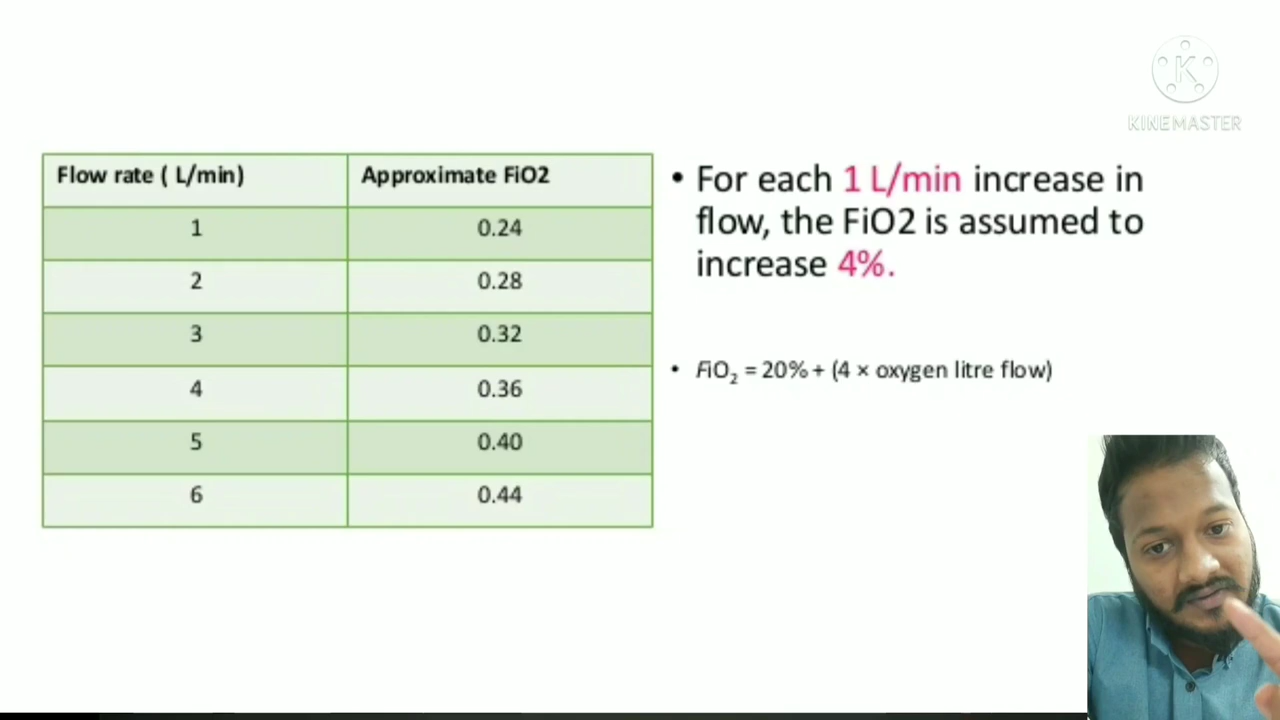 KINEMASTER
Flow rate ( L/min) Approximate FiO2
1 0.24
2 0.28
3 0.32
4 0.36
5 0.40
6 0.44
• For each 1 L/min increase in
flow, the FiO2 is assumed to
increase 4%.
• FiO₂ = 20% + (4 × oxygen litre flow)